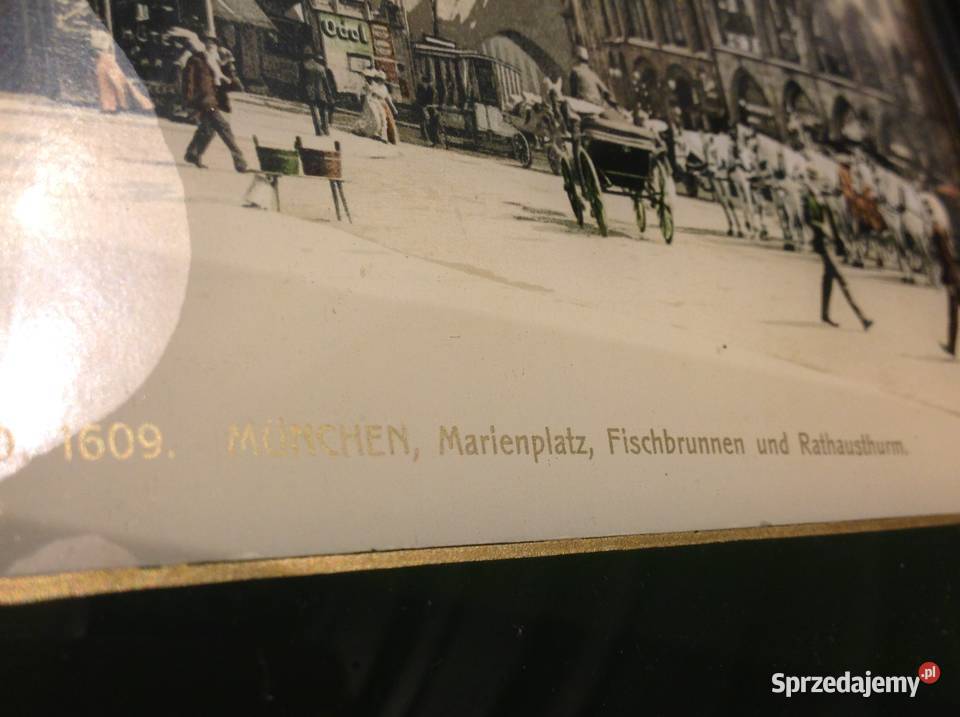 Odol
1609. MÜNCHEN, Marienplatz, Fischbrunnen und Rathausthurm.
Sprzedajemy.pl